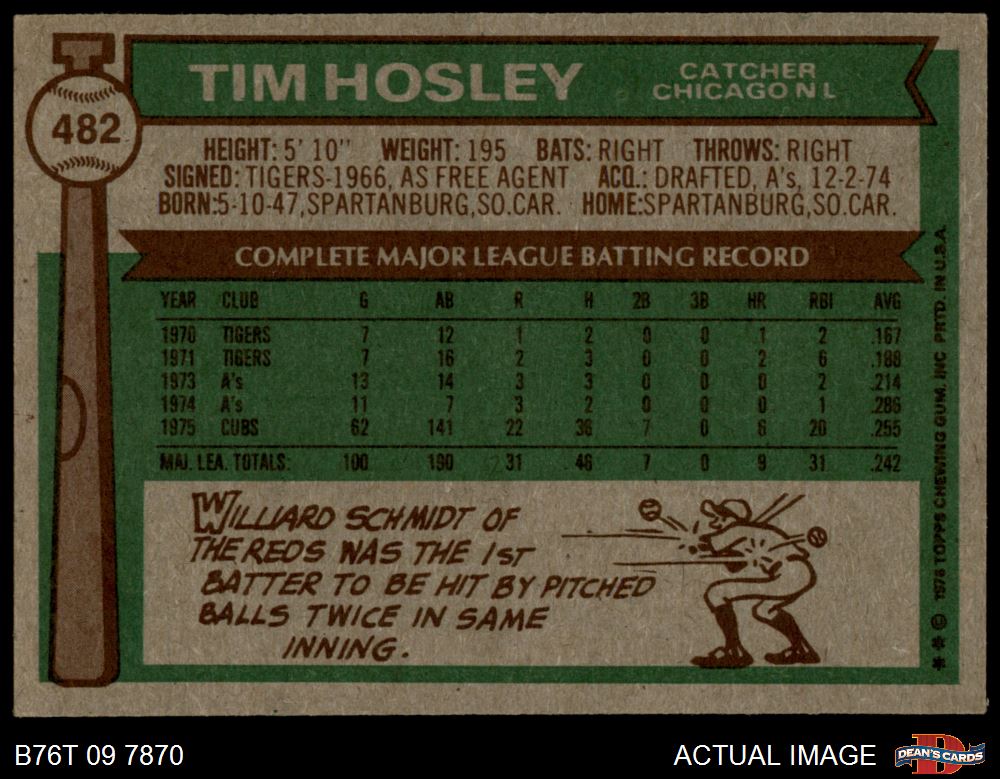 TIM HOSLEY
CATCHER
CHICAGO N L
482
HEIGHT: 5' 10" WEIGHT: 195 BATS: RIGHT THROWS: RIGHT
SIGNED: TIGERS-1966, AS FREE AGENT ACQ.: DRAFTED, A's, 12-2-74
BORN:5-10-47,SPARTANBURG,SO.CAR. HOME:SPARTANBURG,SO.CAR.
COMPLETE MAJOR LEAGUE BATTING RECORD
YEAR CLUB G AB R H 2B 3B HR RBI AVG
1970 TIGERS 7 12 1 2 0 0 1 2 .167
1971 TIGERS 7 16 2 3 0 0 2 6 .188
1973 A's 13 14 3 3 0 0 0 2 .214
1974 A's 11 7 3 2 0 0 0 1 .286
1975 CUBS 62 141 22 36 7 0 6 20 .255
MAJ. LEA. TOTALS: 100 190 31 46 7 0 9 31 .242
WILLIARD SCHMIDT OF
THE REDS WAS THE 1ST
BATTER TO BE HIT BY PITCHED
BALLS TWICE IN SAME
INNING.
** © 1976 TOPPS CHEWING GUM, INC PRTD. IN U.S.A.
B76T 09 7870
ACTUAL IMAGE
DEAN'S CARDS